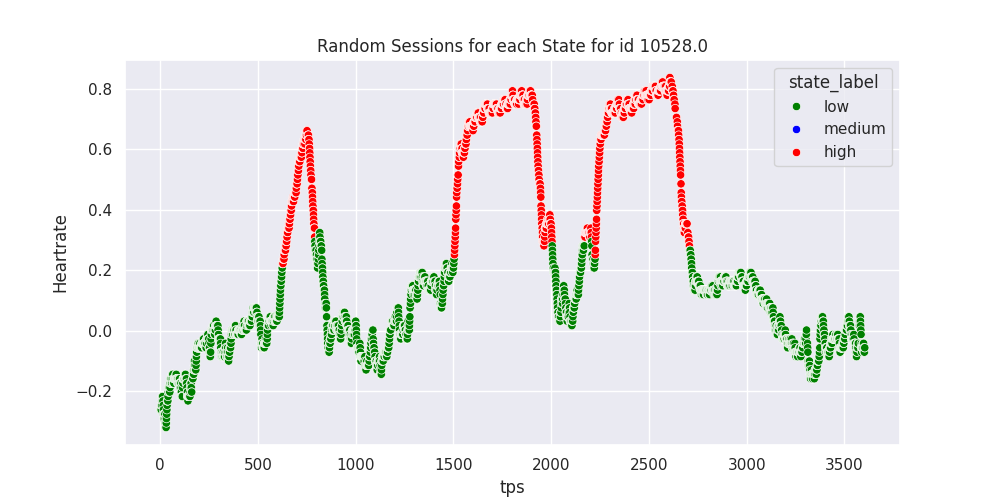 Random Sessions for each State for id 10528.0
state_label
low
medium
high
Heartrate
0.8
0.6
0.4
0.2
0.0
−0.2
0 500 1000 1500 2000 2500 3000 3500
tps